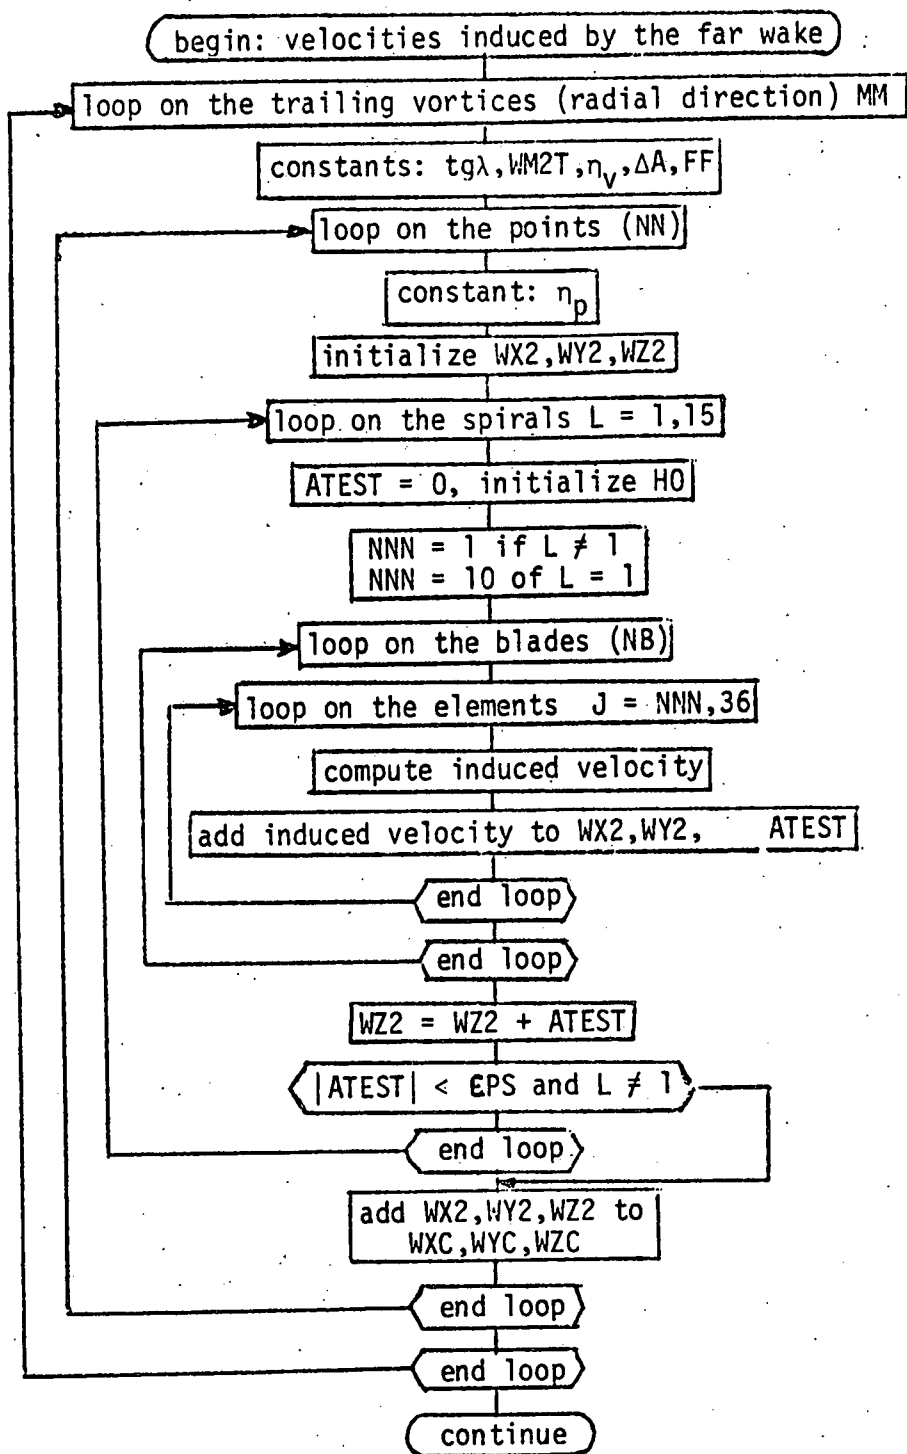 begin: velocities induced by the far wake
loop on the trailing vortices (radial direction) MM
constants: tgλ,WM2T,ηv,ΔA,FF
loop on the points (NN)
constant: ηp
initialize WX2,WY2,WZ2
loop on the spirals L = 1,15
ATEST = 0, initialize HO
NNN = 1 if L ≠ 1
NNN = 10 of L = 1
loop on the blades (NB)
loop on the elements J = NNN,36
compute induced velocity
add induced velocity to WX2,WY2, ATEST
end loop
end loop
WZ2 = WZ2 + ATEST
|ATEST| < EPS and L ≠ 1
end loop
add WX2,WY2,WZ2 to
WXC,WYC,WZC
end loop
end loop
continue